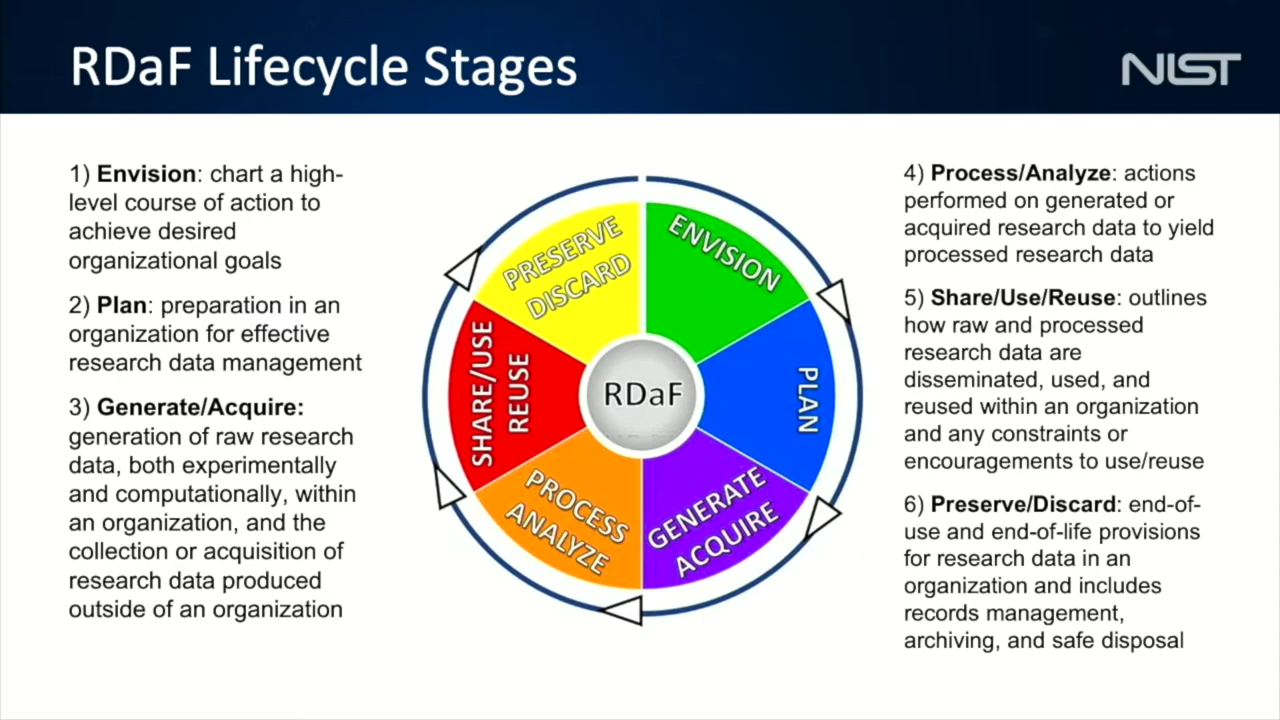 RDaF Lifecycle Stages
NIST
1) Envision: chart a high-
level course of action to
achieve desired
organizational goals
2) Plan: preparation in an
organization for effective
research data management
3) Generate/Acquire:
generation of raw research
data, both experimentally
and computationally, within
an organization, and the
collection or acquisition of
research data produced
outside of an organization
PRESERVE
DISCARD
ENVISION
PLAN
GENERATE
ACQUIRE
PROCESS
ANALYZE
SHARE/USE
REUSE
RDaF
4) Process/Analyze: actions
performed on generated or
acquired research data to yield
processed research data
5) Share/Use/Reuse: outlines
how raw and processed
research data are
disseminated, used, and
reused within an organization
and any constraints or
encouragements to use/reuse
6) Preserve/Discard: end-of-
use and end-of-life provisions
for research data in an
organization and includes
records management,
archiving, and safe disposal